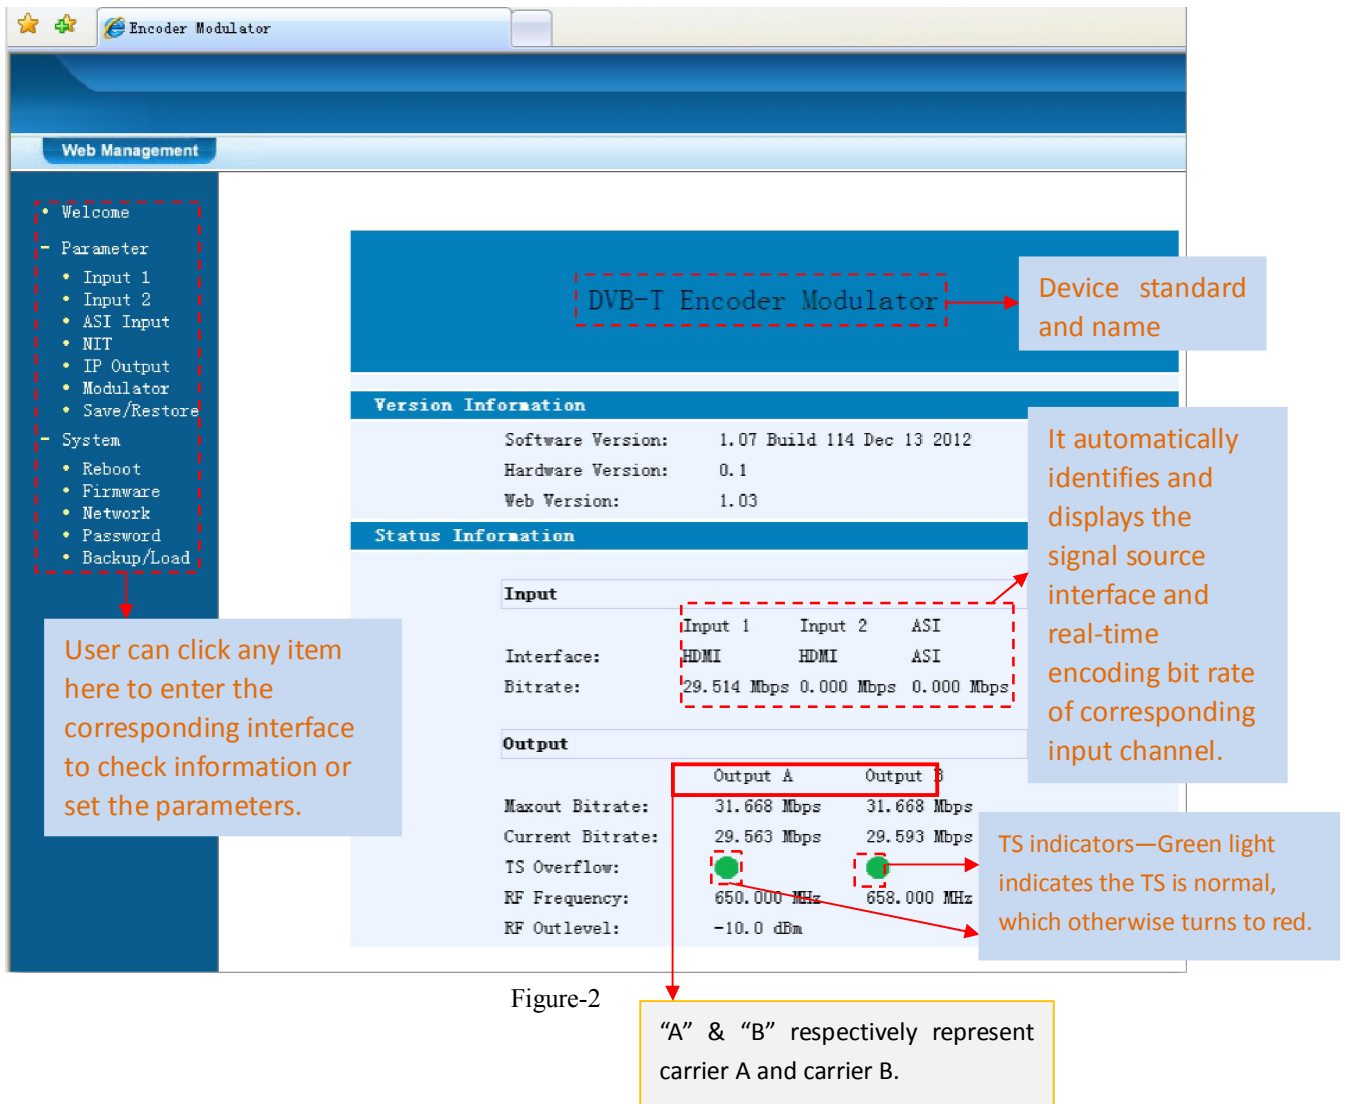 Encoder Modulator
Web Management
Welcome
Parameter
Input 1
Input 2
ASI Input
NIT
IP Output
Modulator
Save/Restore
System
Reboot
Firmware
Network
Password
Backup/Load
User can click any item
here to enter the
corresponding interface
to check information or
set the parameters.
DVB-T Encoder Modulator
Device standard
and name
Version Information
Software Version: 1.07 Build 114 Dec 13 2012
Hardware Version: 0.1
Web Version: 1.03
Status Information
Input
Input 1 Input 2 ASI
Interface: HDMI HDMI ASI
Bitrate: 29.514 Mbps 0.000 Mbps 0.000 Mbps
It automatically
identifies and
displays the
signal source
interface and
real-time
encoding bit rate
of corresponding
input channel.
Output
Output A Output B
Maxout Bitrate: 31.668 Mbps 31.668 Mbps
Current Bitrate: 29.563 Mbps 29.593 Mbps
TS Overflow:
RF Frequency: 650.000 MHz 658.000 MHz
RF Outlevel: -10.0 dBm
TS indicators—Green light
indicates the TS is normal,
which otherwise turns to red.
Figure-2
“A” & “B” respectively represent
carrier A and carrier B.